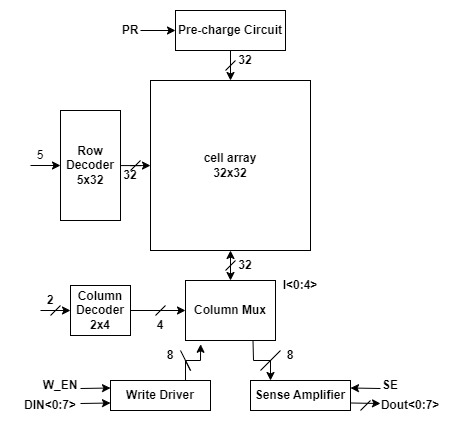 PR
Pre-charge Circuit
32
5
Row
Decoder
5x32
32
cell array
32x32
32
I<0:4>
2
Column
Decoder
2x4
4
Column Mux
8
8
W_EN
DIN<0:7>
Write Driver
Sense Amplifier
SE
Dout<0:7>